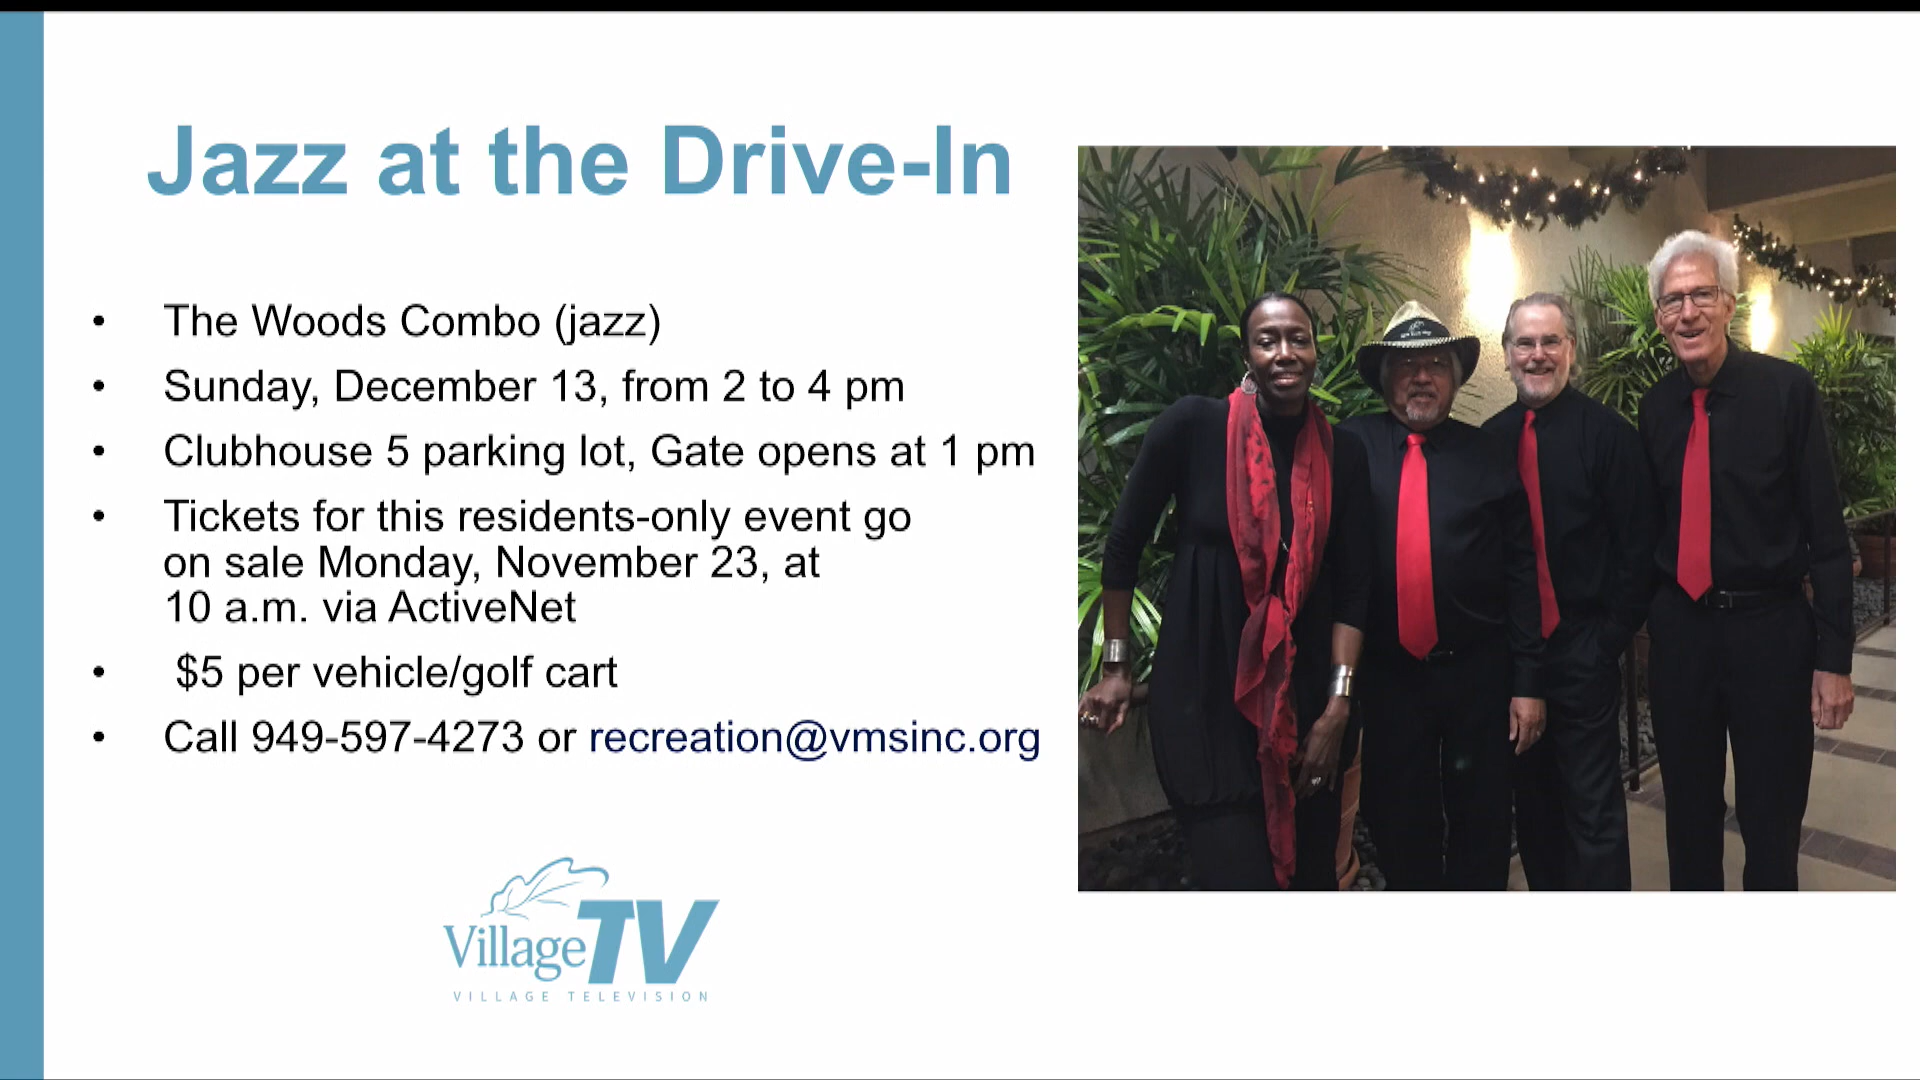 Jazz at the Drive-In
• The Woods Combo (jazz)
• Sunday, December 13, from 2 to 4 pm
• Clubhouse 5 parking lot, Gate opens at 1 pm
• Tickets for this residents-only event go
on sale Monday, November 23, at
10 a.m. via ActiveNet
• $5 per vehicle/golf cart
• Call 949-597-4273 or recreation@vmsinc.org
Village TV
VILLAGE TELEVISION